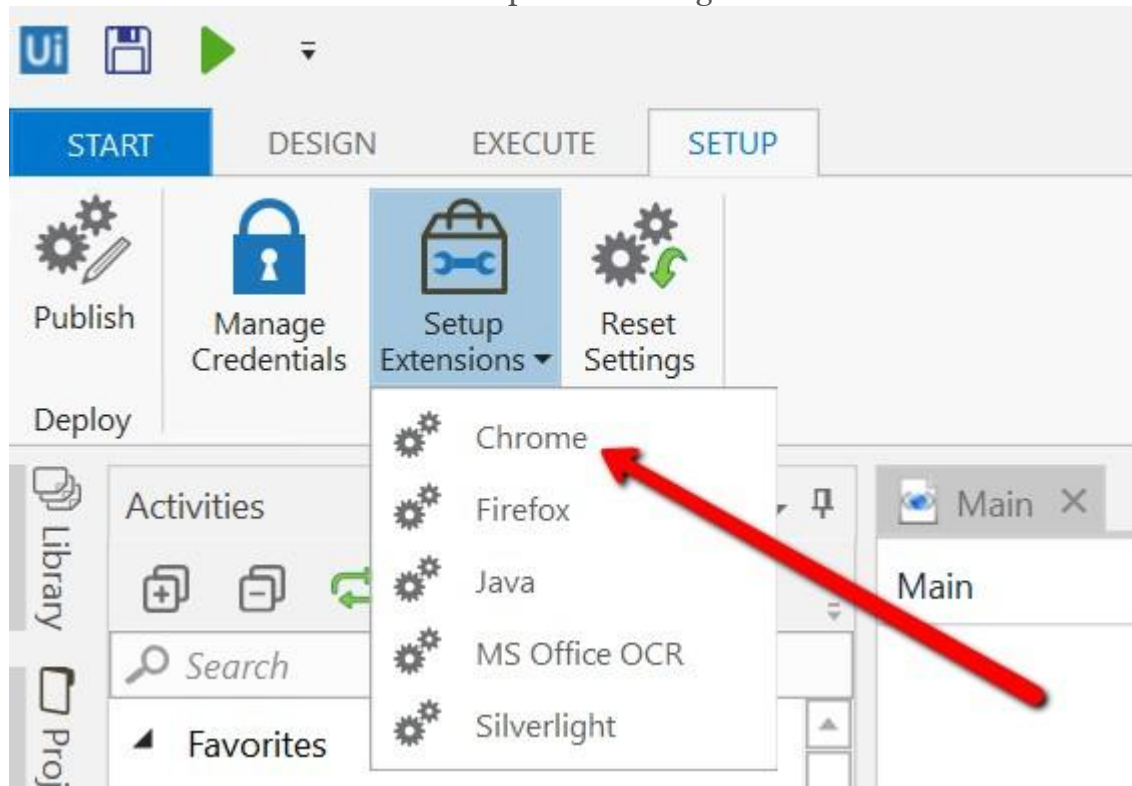 Ui
START DESIGN EXECUTE SETUP
Publish
Manage
Credentials
Setup
Extensions
Reset
Settings
Deploy
Chrome
Firefox
Java
MS Office OCR
Silverlight
Library
Activities
Main
Main
Search
Favorites
Proj